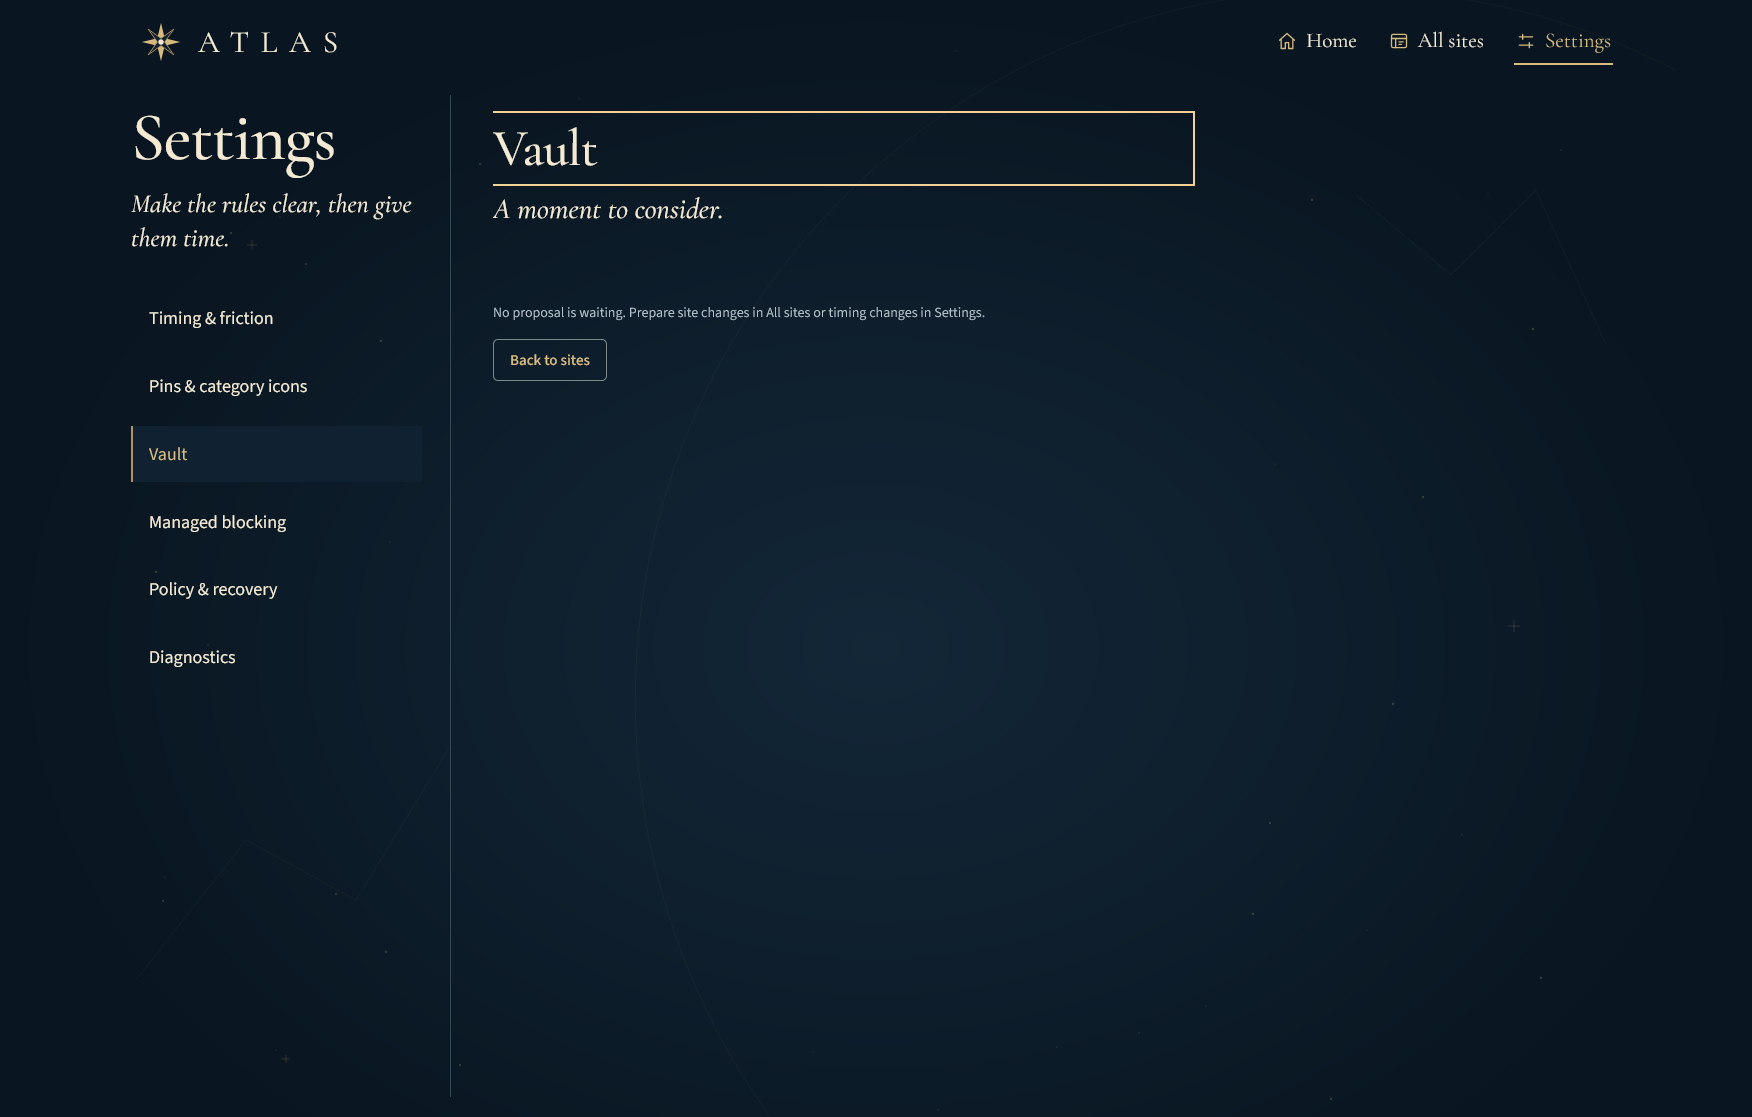 ATLAS
Home
All sites
Settings
Settings
Make the rules clear, then give
them time.
Timing & friction
Pins & category icons
Vault
Managed blocking
Policy & recovery
Diagnostics
Vault
A moment to consider.
No proposal is waiting. Prepare site changes in All sites or timing changes in Settings.
Back to sites